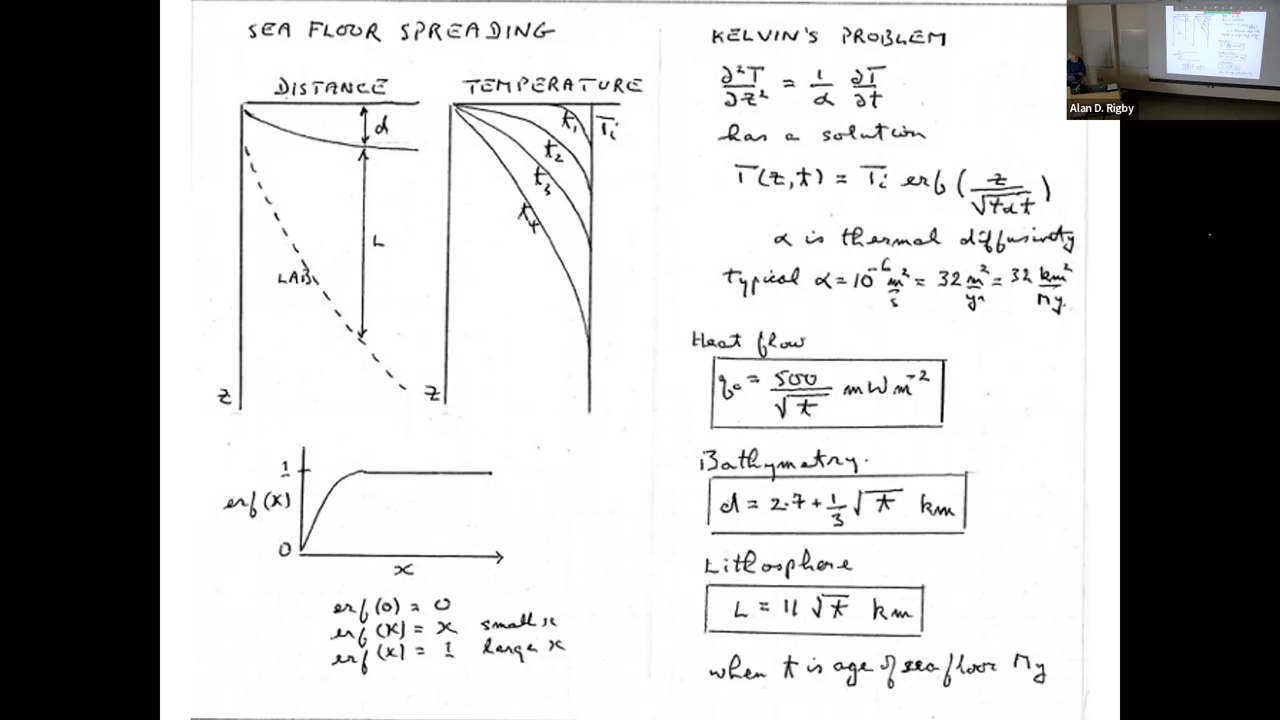 SEA FLOOR SPREADING
DISTANCE
d
L
LAB
z
TEMPERATURE
t₁
Tᵢ
t₂
t₃
t₄
z
1
erf(x)
0
x
erf(0) = 0
erf(x) = x small x
erf(x) = 1 large x
KELVIN'S PROBLEM
∂²T/∂z² = 1/α ∂T/∂t
has a solution
T(z,t) = Tᵢ erf(z/√4αt)
α is thermal diffusivity
typical α = 10⁻⁶ m²/s = 32 m²/yr = 32 km²/My.
Heat flow
q₀ = 500/√t mWm⁻²
Bathymetry.
d = 2.7 + 1/3 √t km
Lithosphere
L = 11 √t km
when t is age of sea floor My
Alan D. Rigby